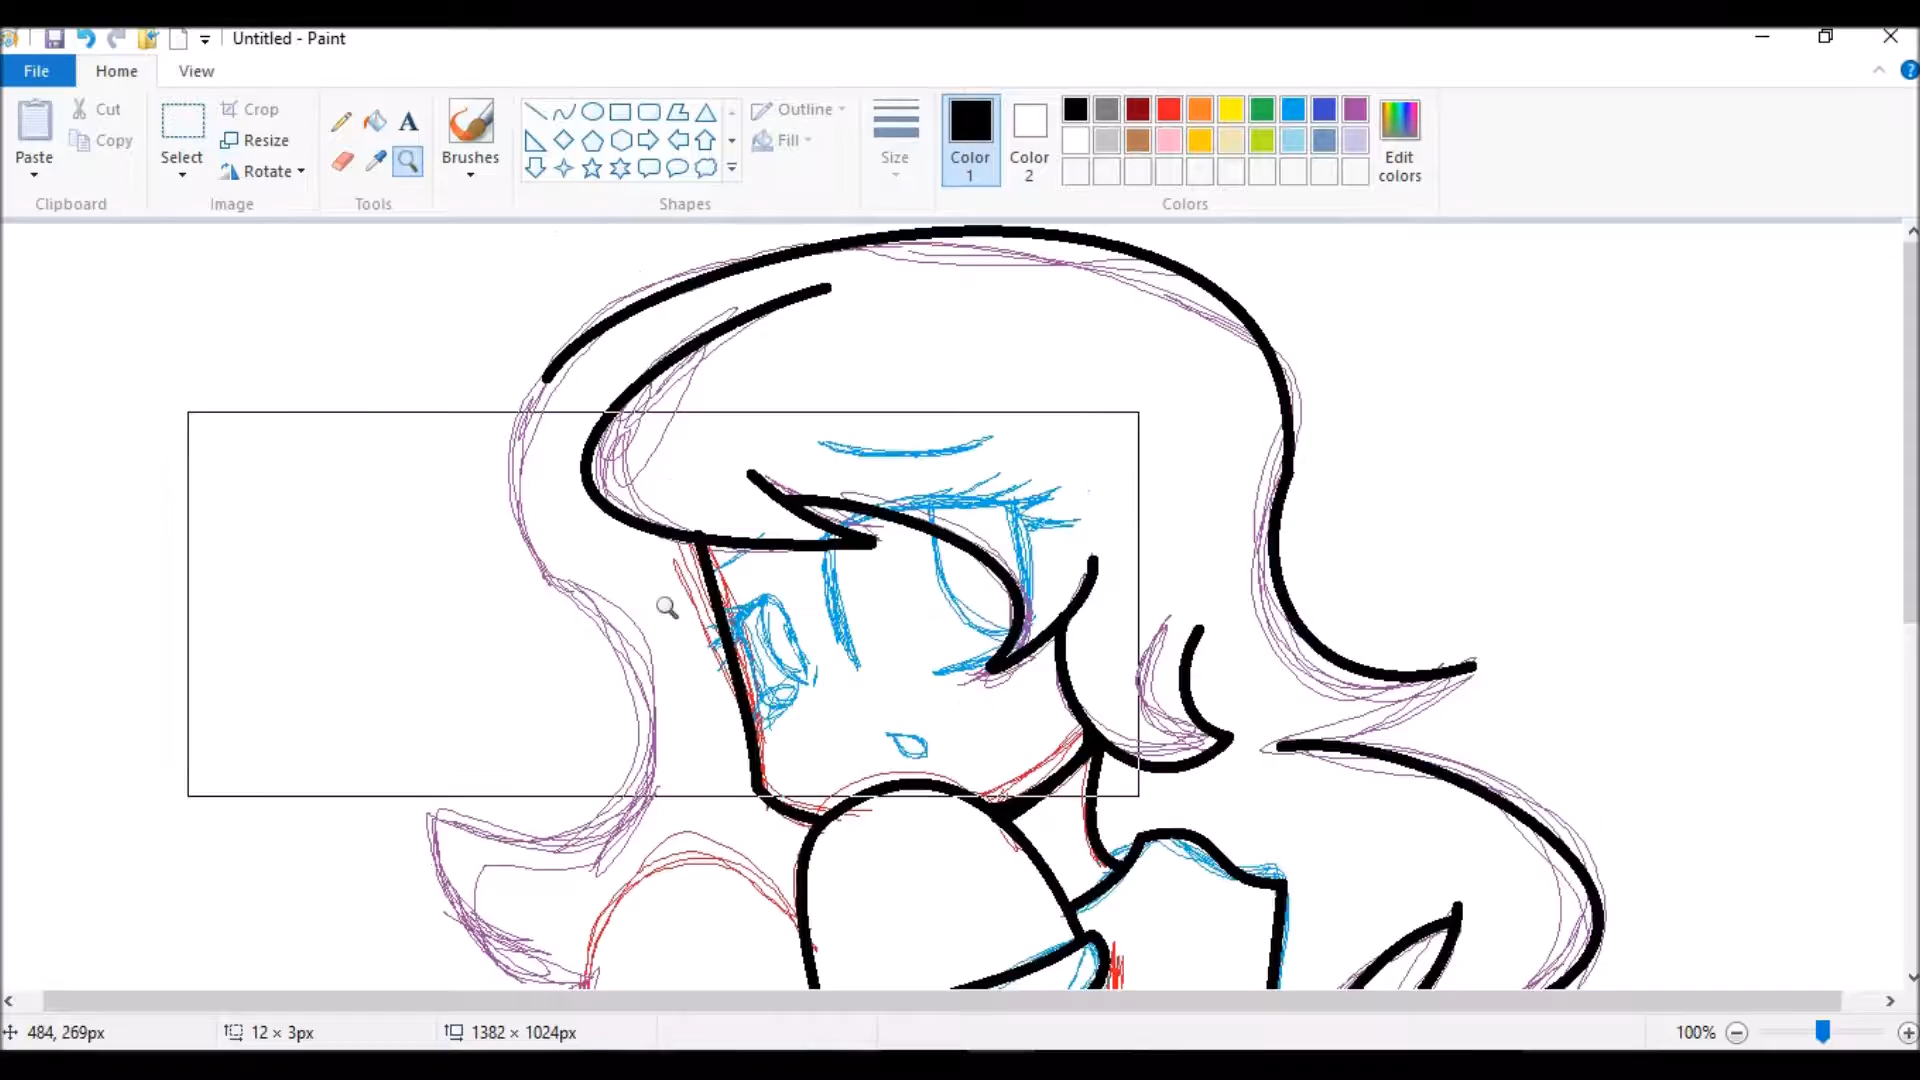 Untitled - Paint
File Home View
Paste
Cut
Copy
Clipboard
Select
Crop
Resize
Rotate
Image
A
Tools
Brushes
Outline
Fill
Shapes
Size
Color
1
Color
2
Edit
colors
Colors
484, 269px
12 × 3px
1382 × 1024px
100%